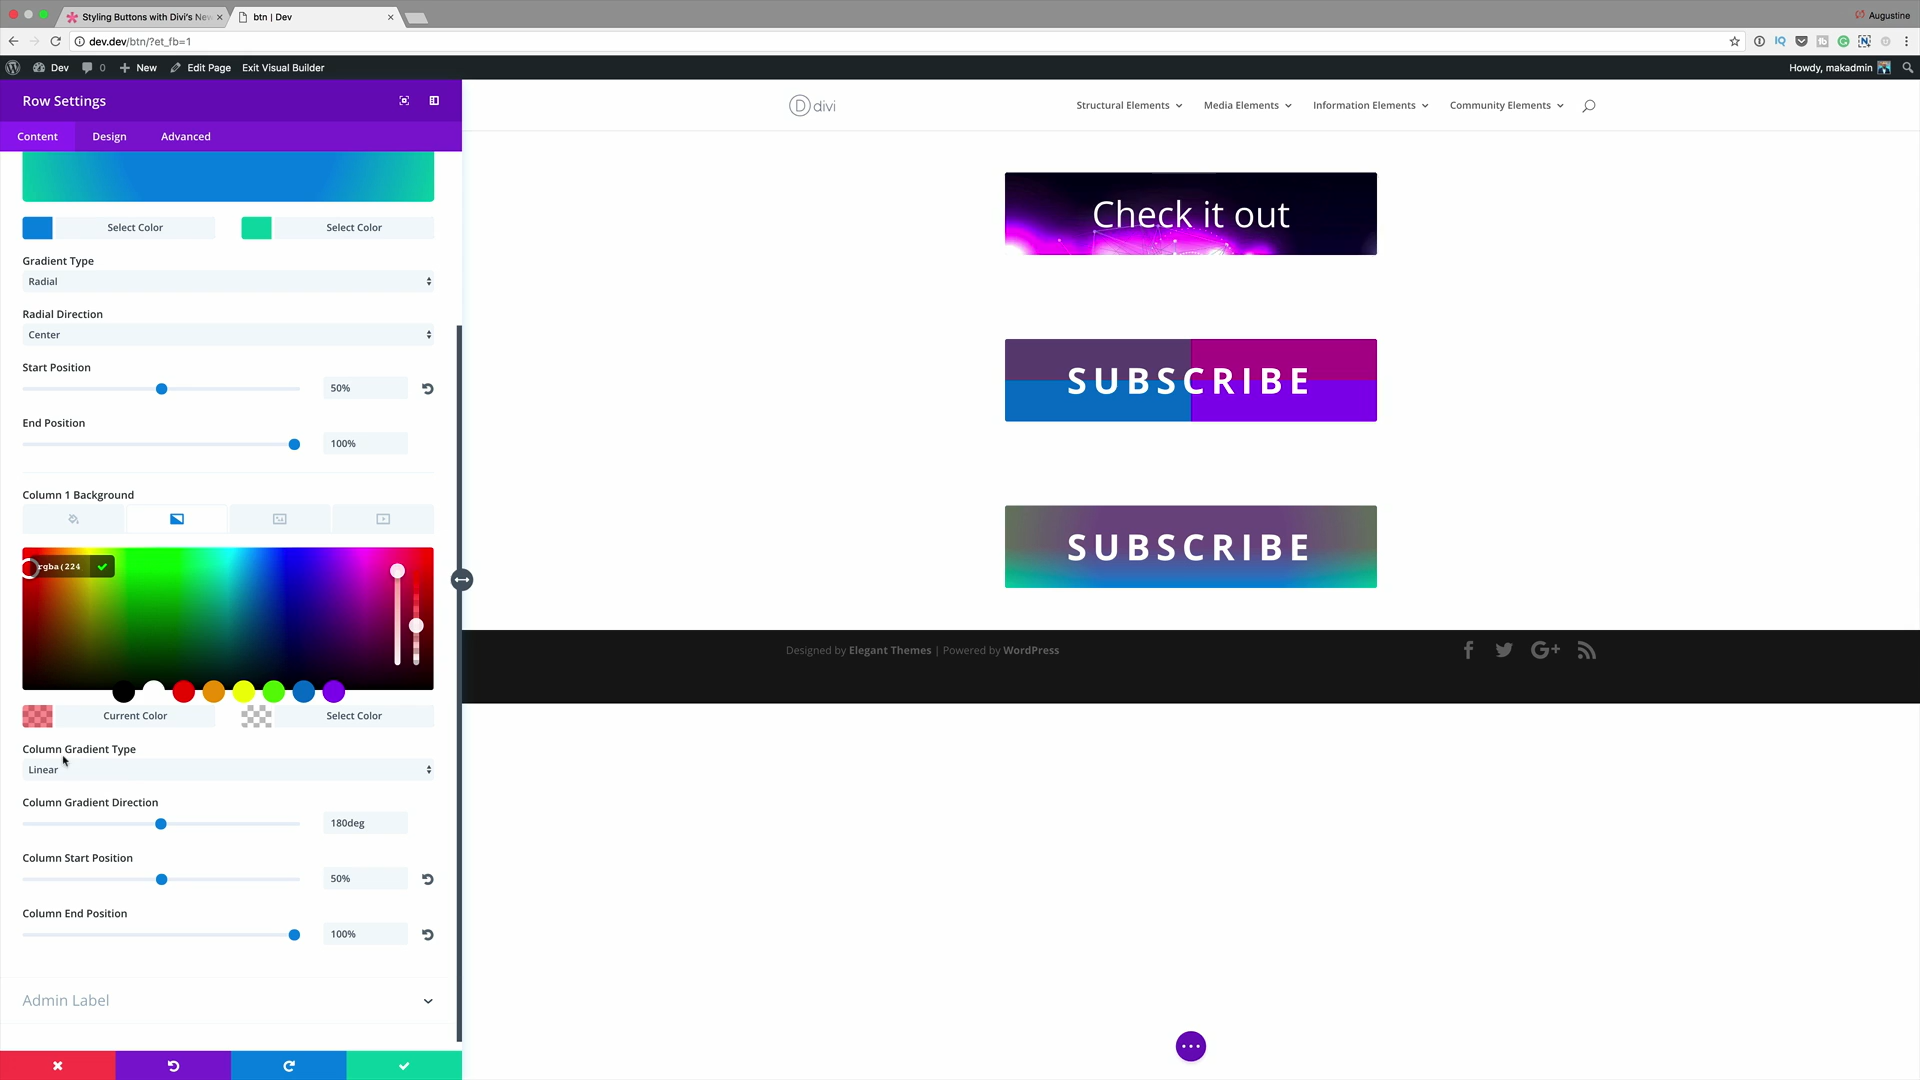 Styling Buttons with Divi's New
btn | Dev
Augustine
dev.dev/btn/?et_fb=1
Dev
0
New
Edit Page
Exit Visual Builder
Howdy, makadmin
Row Settings
Content
Design
Advanced
D divi
Structural Elements
Media Elements
Information Elements
Community Elements
Select Color
Select Color
Gradient Type
Radial
Radial Direction
Center
Start Position
50%
End Position
100%
Column 1 Background
rgba(224
Current Color
Select Color
Column Gradient Type
Linear
Column Gradient Direction
180deg
Column Start Position
50%
Column End Position
100%
Admin Label
Check it out
SUBSCRIBE
SUBSCRIBE
Designed by Elegant Themes | Powered by WordPress